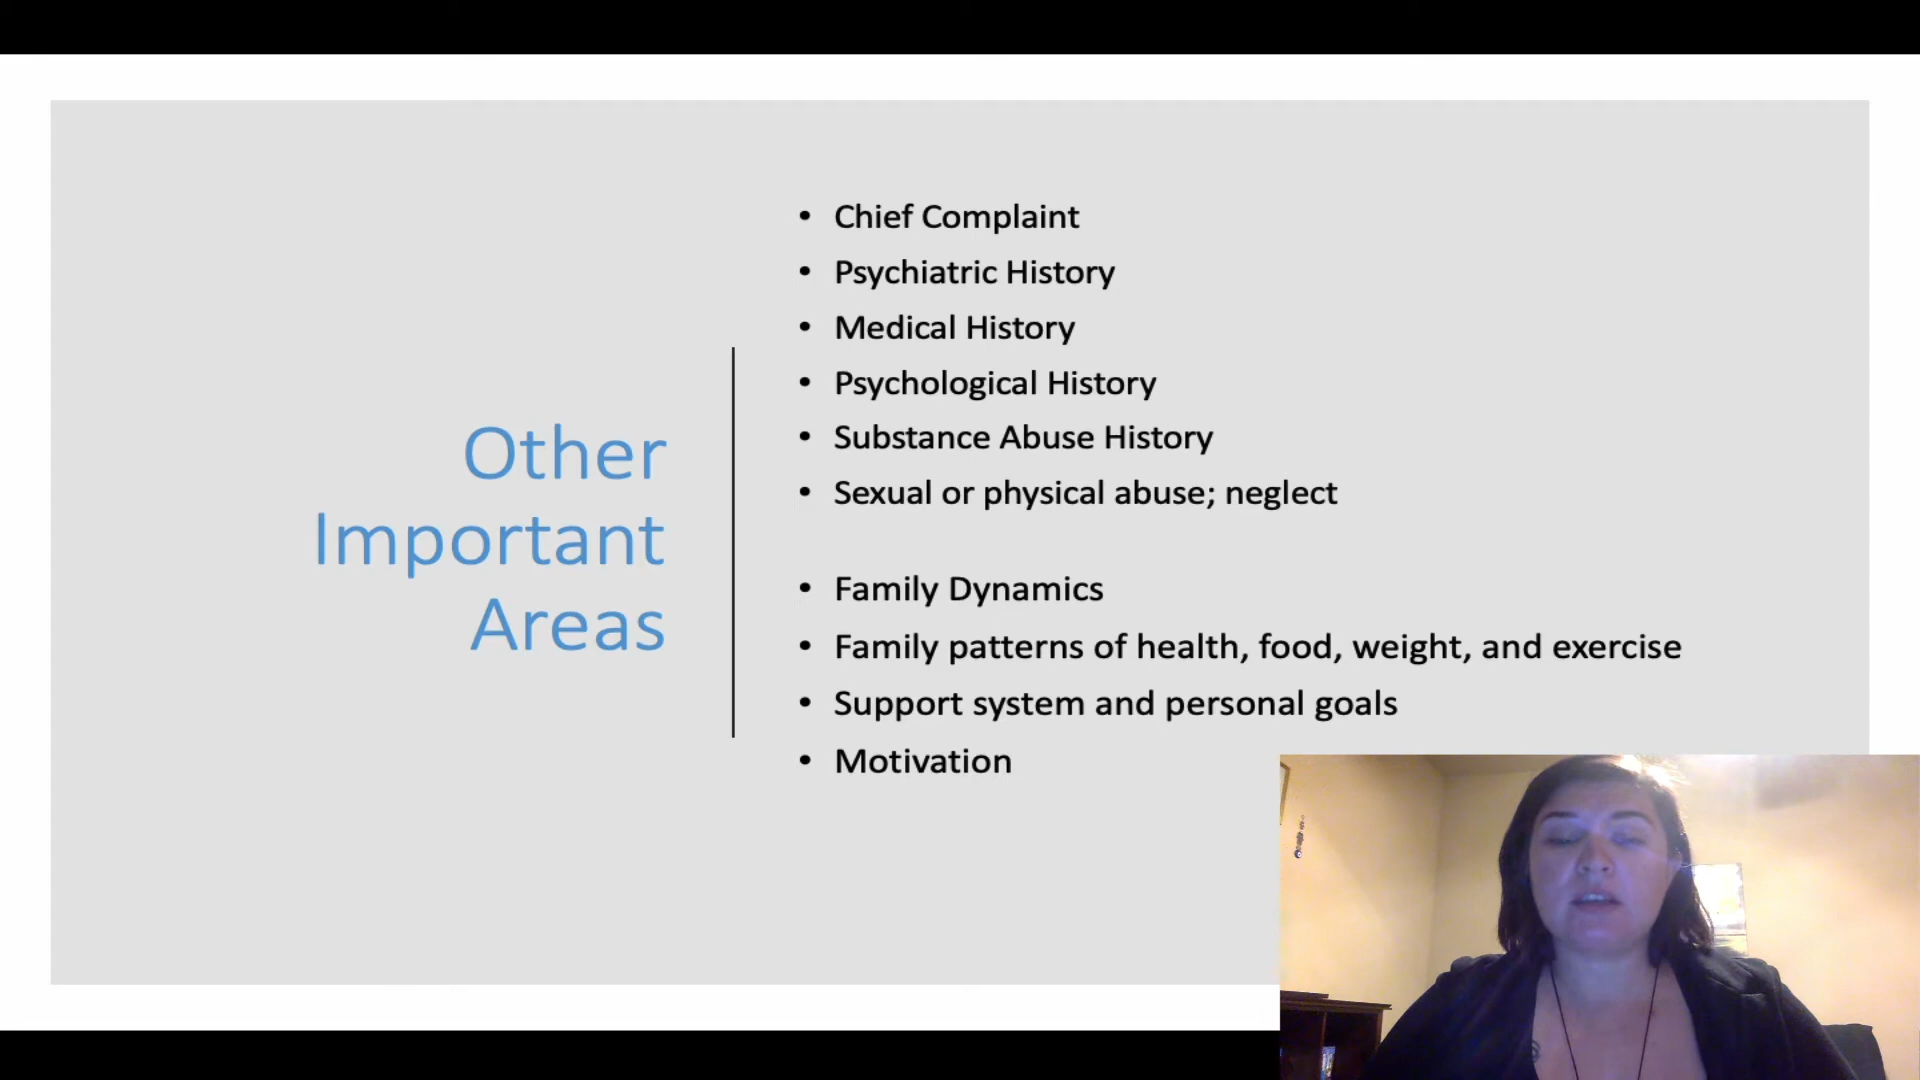 Other
Important
Areas
• Chief Complaint
• Psychiatric History
• Medical History
• Psychological History
• Substance Abuse History
• Sexual or physical abuse; neglect
• Family Dynamics
• Family patterns of health, food, weight, and exercise
• Support system and personal goals
• Motivation